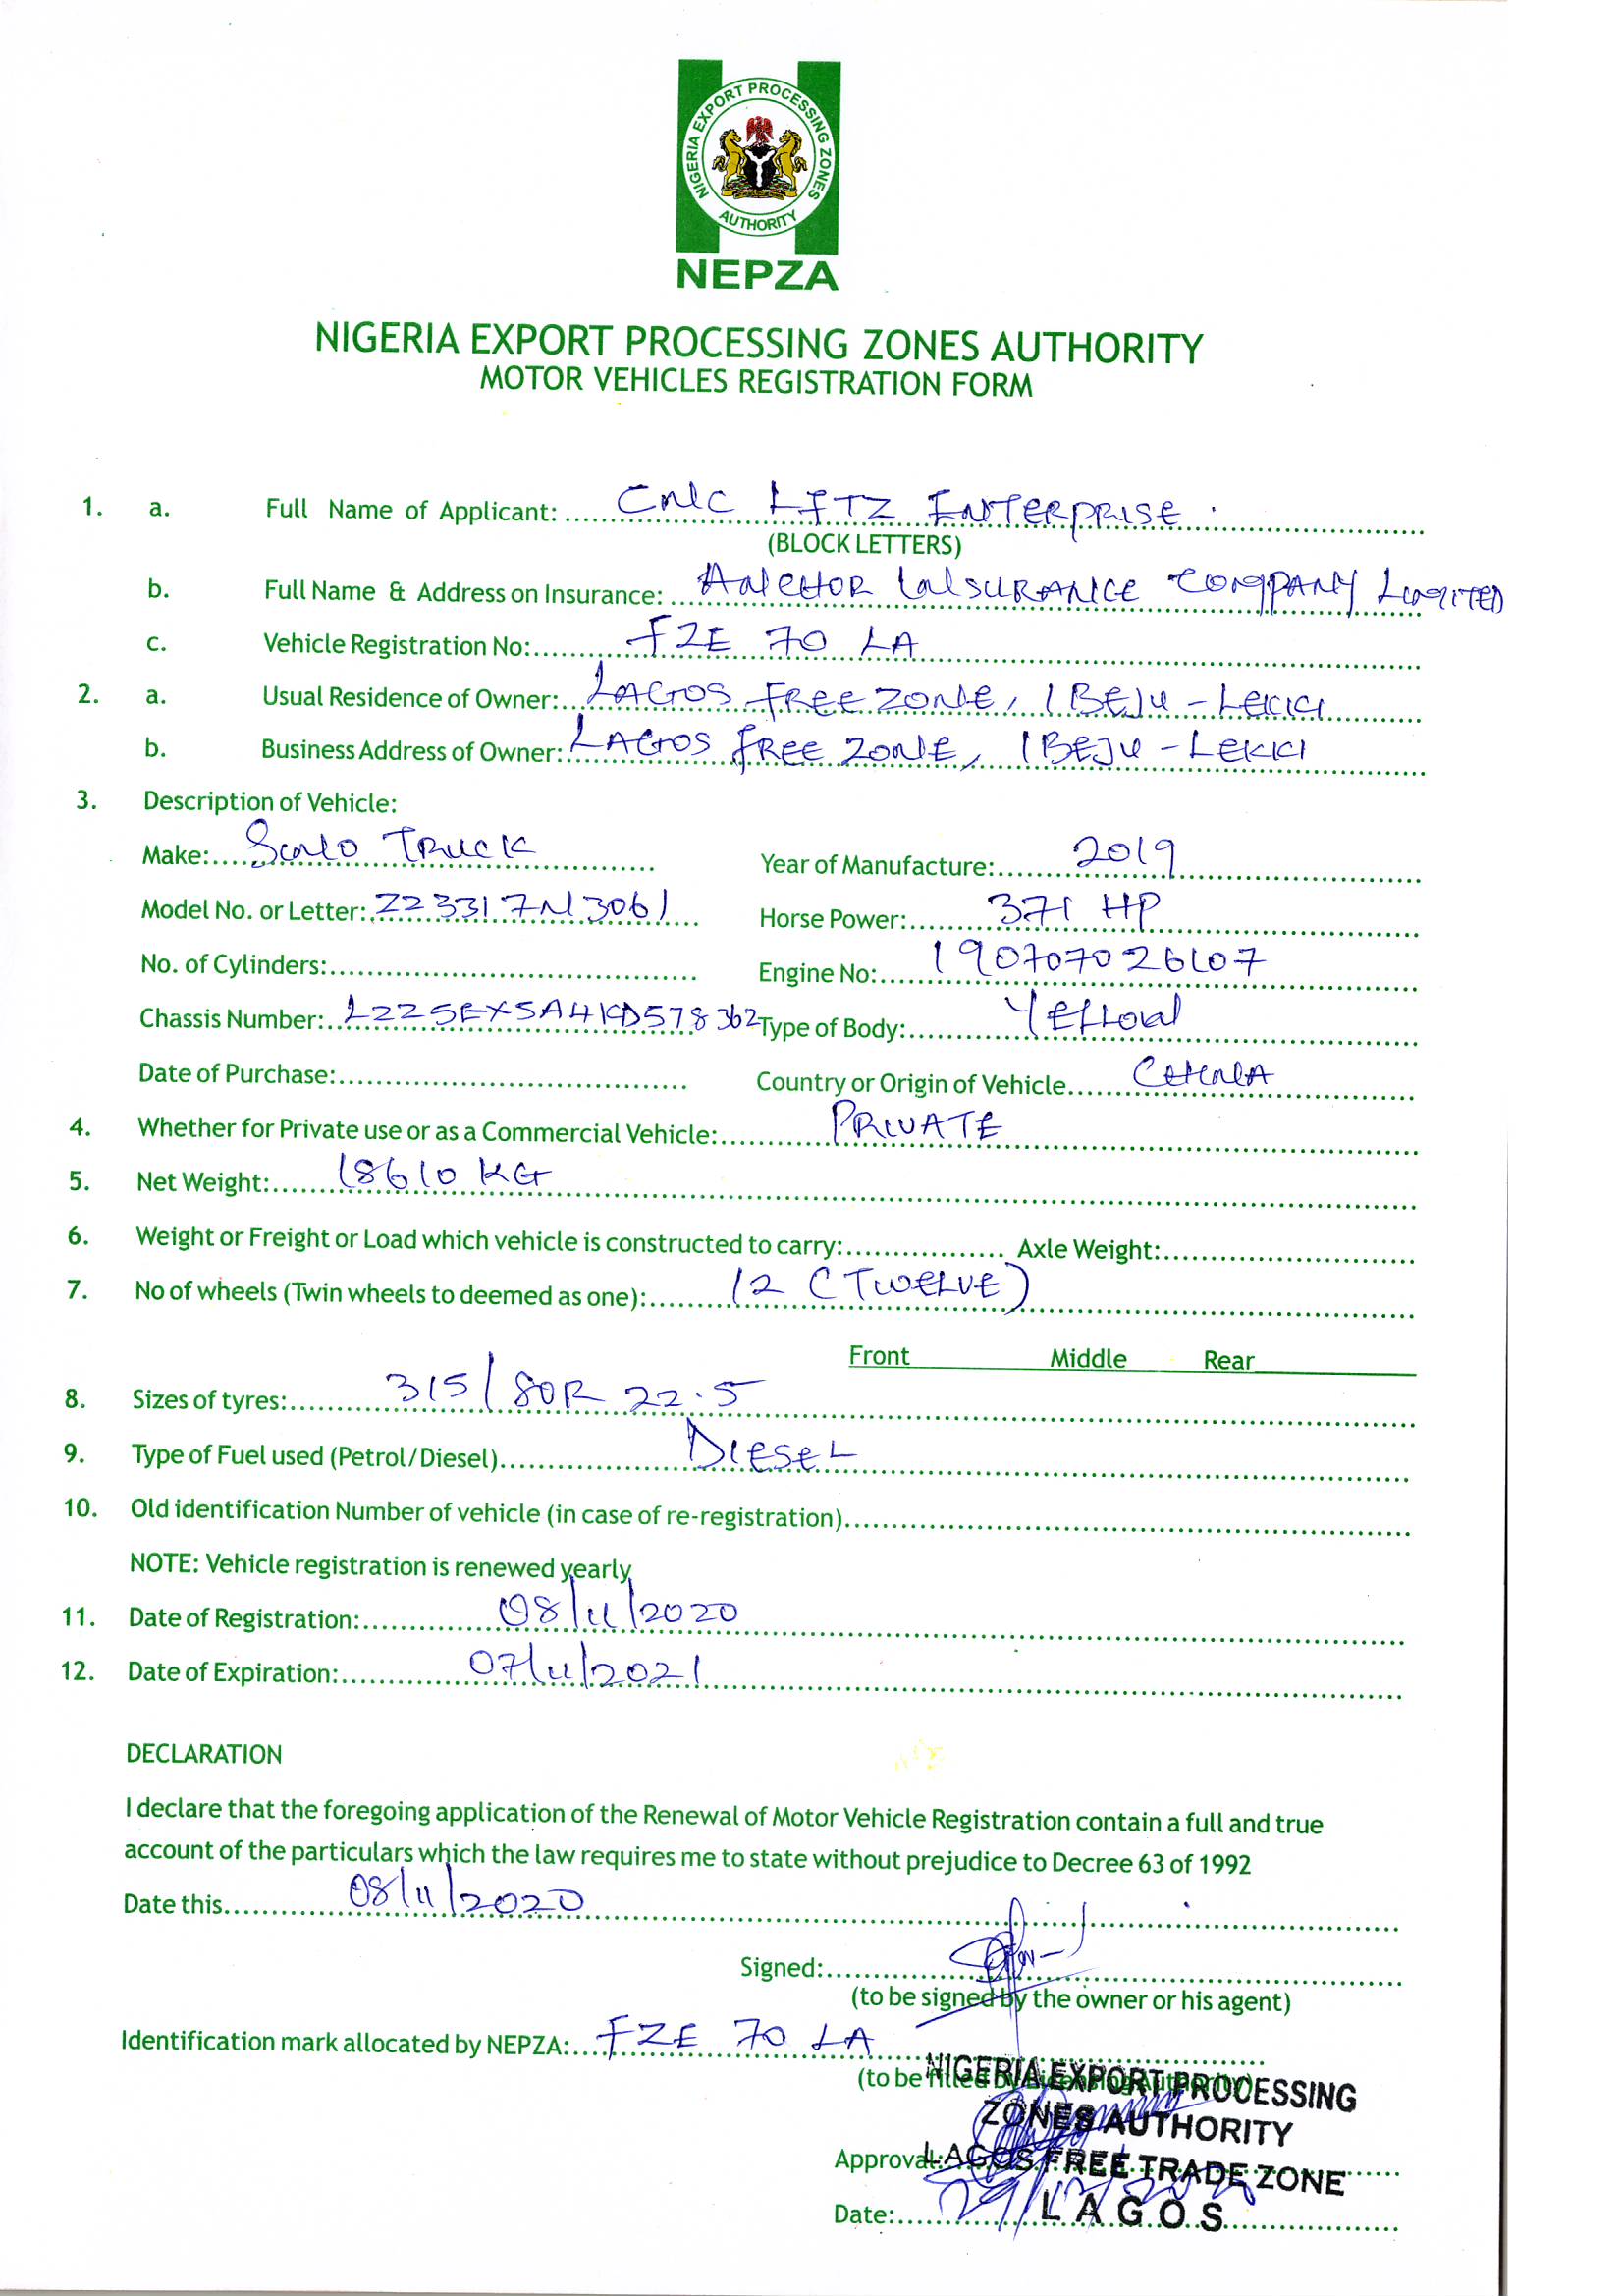 NIGERIA EXPORT PROCESSING ZONES
AUTHORITY
NEPZA
NIGERIA EXPORT PROCESSING ZONES AUTHORITY
MOTOR VEHICLES REGISTRATION FORM
1. a. Full Name of Applicant: CNIC LFTZ ENTERPRISE
(BLOCK LETTERS)
b. Full Name & Address on Insurance: ANCHOR INSURANCE COMPANY LIMITED
c. Vehicle Registration No: FZE 70 LA
2. a. Usual Residence of Owner: LAGOS FREE ZONE, IBEJU - LEKKI
b. Business Address of Owner: LAGOS FREE ZONE, IBEJU - LEKKI
3. Description of Vehicle:
Make: SINO TRUCK Year of Manufacture: 2019
Model No. or Letter: ZZ3317N3061 Horse Power: 371 HP
No. of Cylinders: Engine No: 190707026107
Chassis Number: LZZ5EXSA4KD578362 Type of Body: YELLOW
Date of Purchase: Country or Origin of Vehicle CHINA
4. Whether for Private use or as a Commercial Vehicle: PRIVATE
5. Net Weight: 18610 KG
6. Weight or Freight or Load which vehicle is constructed to carry: Axle Weight:
7. No of wheels (Twin wheels to deemed as one): 12 (TWELVE)
Front Middle Rear
8. Sizes of tyres: 315/80R 22.5
9. Type of Fuel used (Petrol/Diesel) DIESEL
10. Old identification Number of vehicle (in case of re-registration)
NOTE: Vehicle registration is renewed yearly
11. Date of Registration: 08/11/2020
12. Date of Expiration: 07/11/2021
DECLARATION
I declare that the foregoing application of the Renewal of Motor Vehicle Registration contain a full and true
account of the particulars which the law requires me to state without prejudice to Decree 63 of 1992
Date this 08/11/2020
Signed:
(to be signed by the owner or his agent)
Identification mark allocated by NEPZA: FZE 70 LA
(to be filled by Licensing Authority)
NIGERIA EXPORT PROCESSING
ZONES AUTHORITY
Approval:
LAGOS FREE TRADE ZONE
Date:
LAGOS